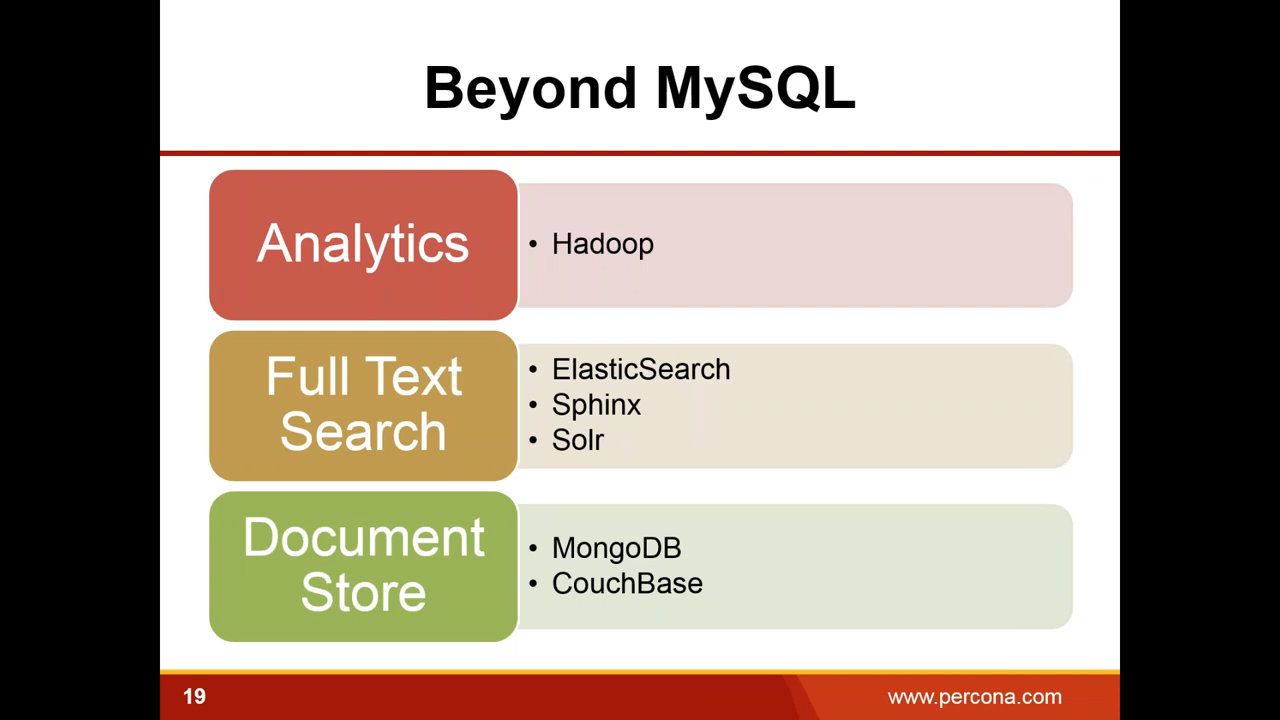 Beyond MySQL
Analytics
• Hadoop
Full Text
Search
• ElasticSearch
• Sphinx
• Solr
Document
Store
• MongoDB
• CouchBase
19
www.percona.com